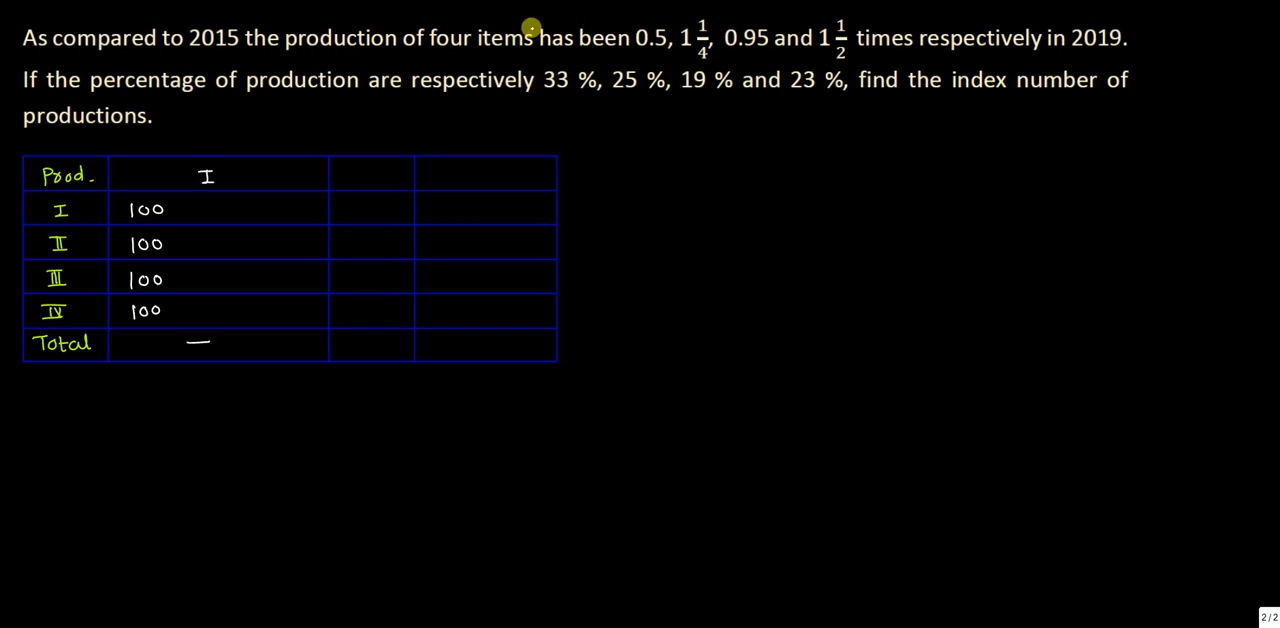 As compared to 2015 the production of four items has been 0.5, 1 1/4, 0.95 and 1 1/2 times respectively in 2019.
If the percentage of production are respectively 33 %, 25 %, 19 % and 23 %, find the index number of
productions.
Prod. I
I 100
II 100
III 100
IV 100
Total —
2/2